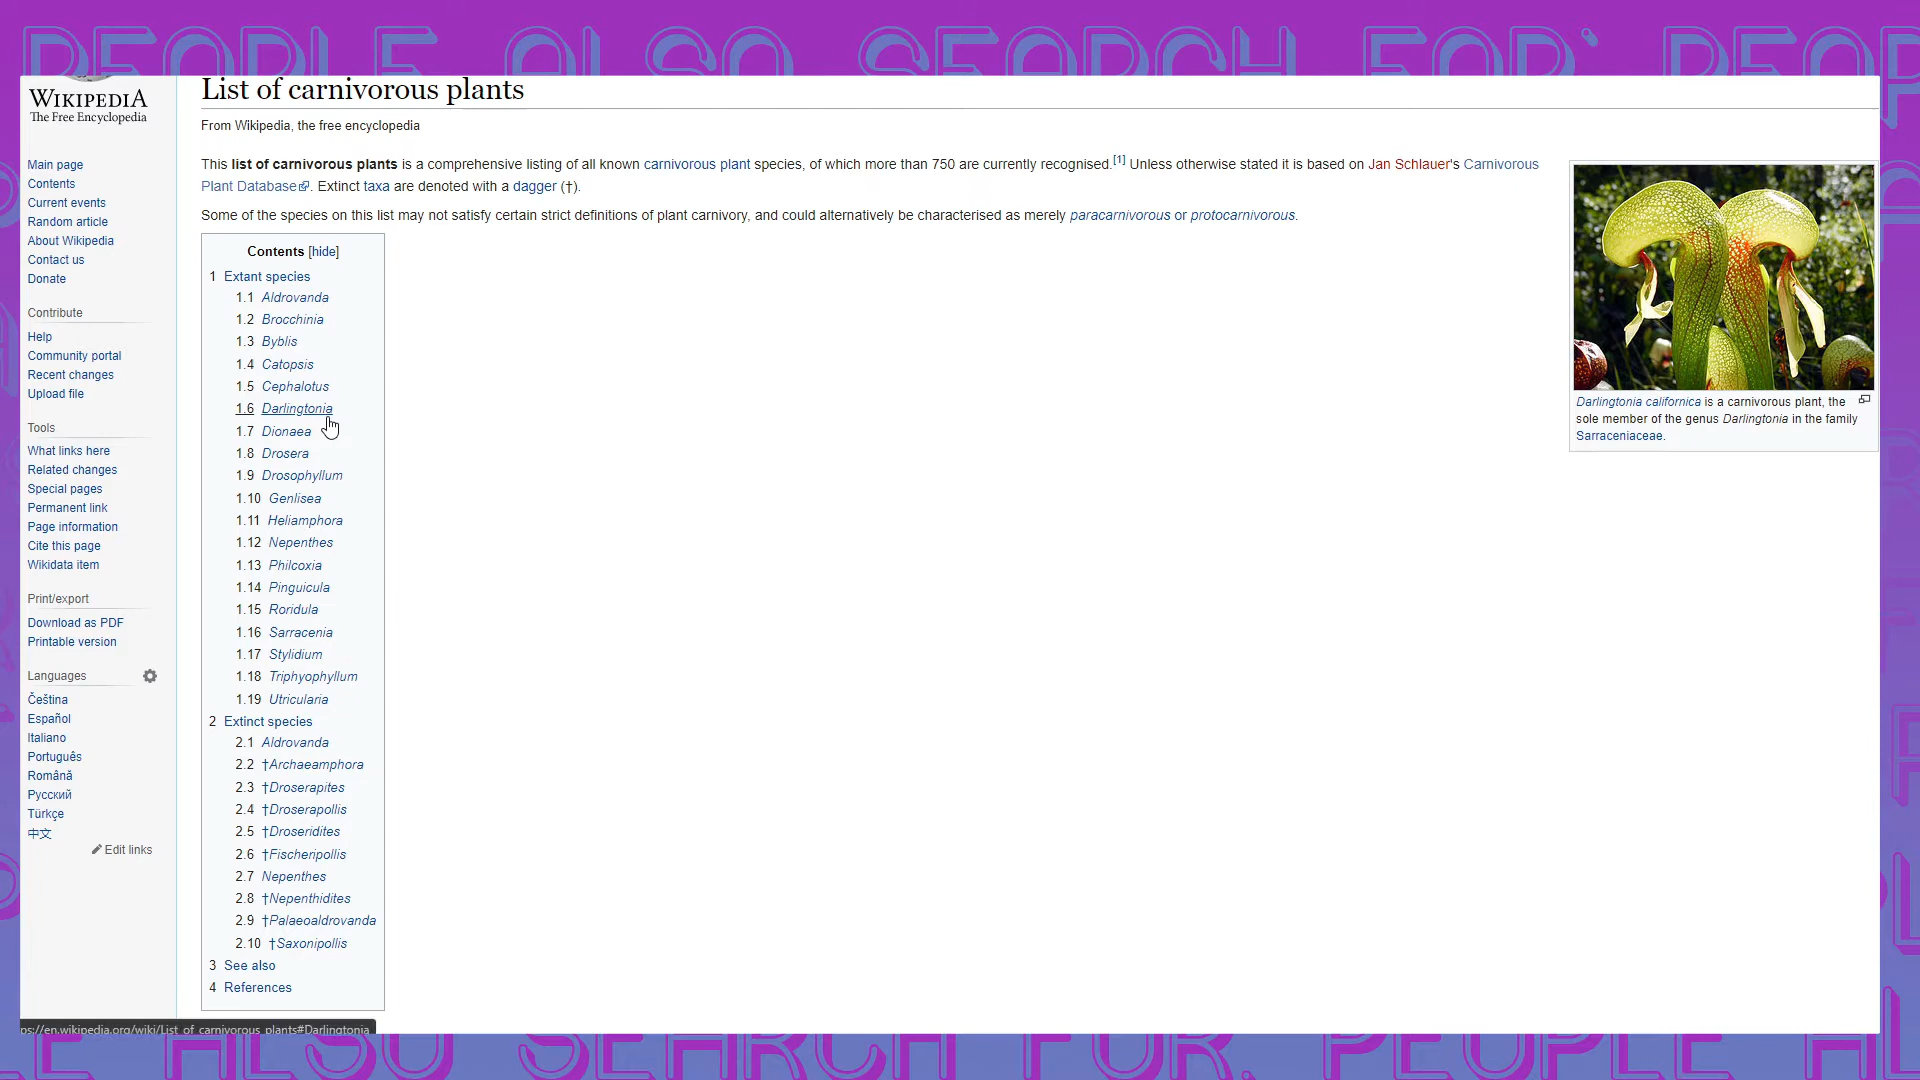 PEOPLE ALSO SEARCH FOR: PEOP
WIKIPEDIA
The Free Encyclopedia
Main page
Contents
Current events
Random article
About Wikipedia
Contact us
Donate
Contribute
Help
Community portal
Recent changes
Upload file
Tools
What links here
Related changes
Special pages
Permanent link
Page information
Cite this page
Wikidata item
Print/export
Download as PDF
Printable version
Languages
Čeština
Español
Italiano
Português
Română
Русский
Türkçe
中文
Edit links
List of carnivorous plants
From Wikipedia, the free encyclopedia
This list of carnivorous plants is a comprehensive listing of all known carnivorous plant species, of which more than 750 are currently recognised.[1] Unless otherwise stated it is based on Jan Schlauer's Carnivorous
Plant Database. Extinct taxa are denoted with a dagger (†).
Some of the species on this list may not satisfy certain strict definitions of plant carnivory, and could alternatively be characterised as merely paracarnivorous or protocarnivorous.
Contents [hide]
1 Extant species
1.1 Aldrovanda
1.2 Brocchinia
1.3 Byblis
1.4 Catopsis
1.5 Cephalotus
1.6 Darlingtonia
1.7 Dionaea
1.8 Drosera
1.9 Drosophyllum
1.10 Genlisea
1.11 Heliamphora
1.12 Nepenthes
1.13 Philcoxia
1.14 Pinguicula
1.15 Roridula
1.16 Sarracenia
1.17 Stylidium
1.18 Triphyophyllum
1.19 Utricularia
2 Extinct species
2.1 Aldrovanda
2.2 †Archaeamphora
2.3 †Droserapites
2.4 †Droserapollis
2.5 †Droseridites
2.6 †Fischeripollis
2.7 Nepenthes
2.8 †Nepenthidites
2.9 †Palaeoaldrovanda
2.10 †Saxonipollis
3 See also
4 References
Darlingtonia californica is a carnivorous plant, the
sole member of the genus Darlingtonia in the family
Sarraceniaceae.
ps://en.wikipedia.org/wiki/List_of_carnivorous_plants#Darlingtonia
LE ALSO SEARCH FOR: PEOPLE AL